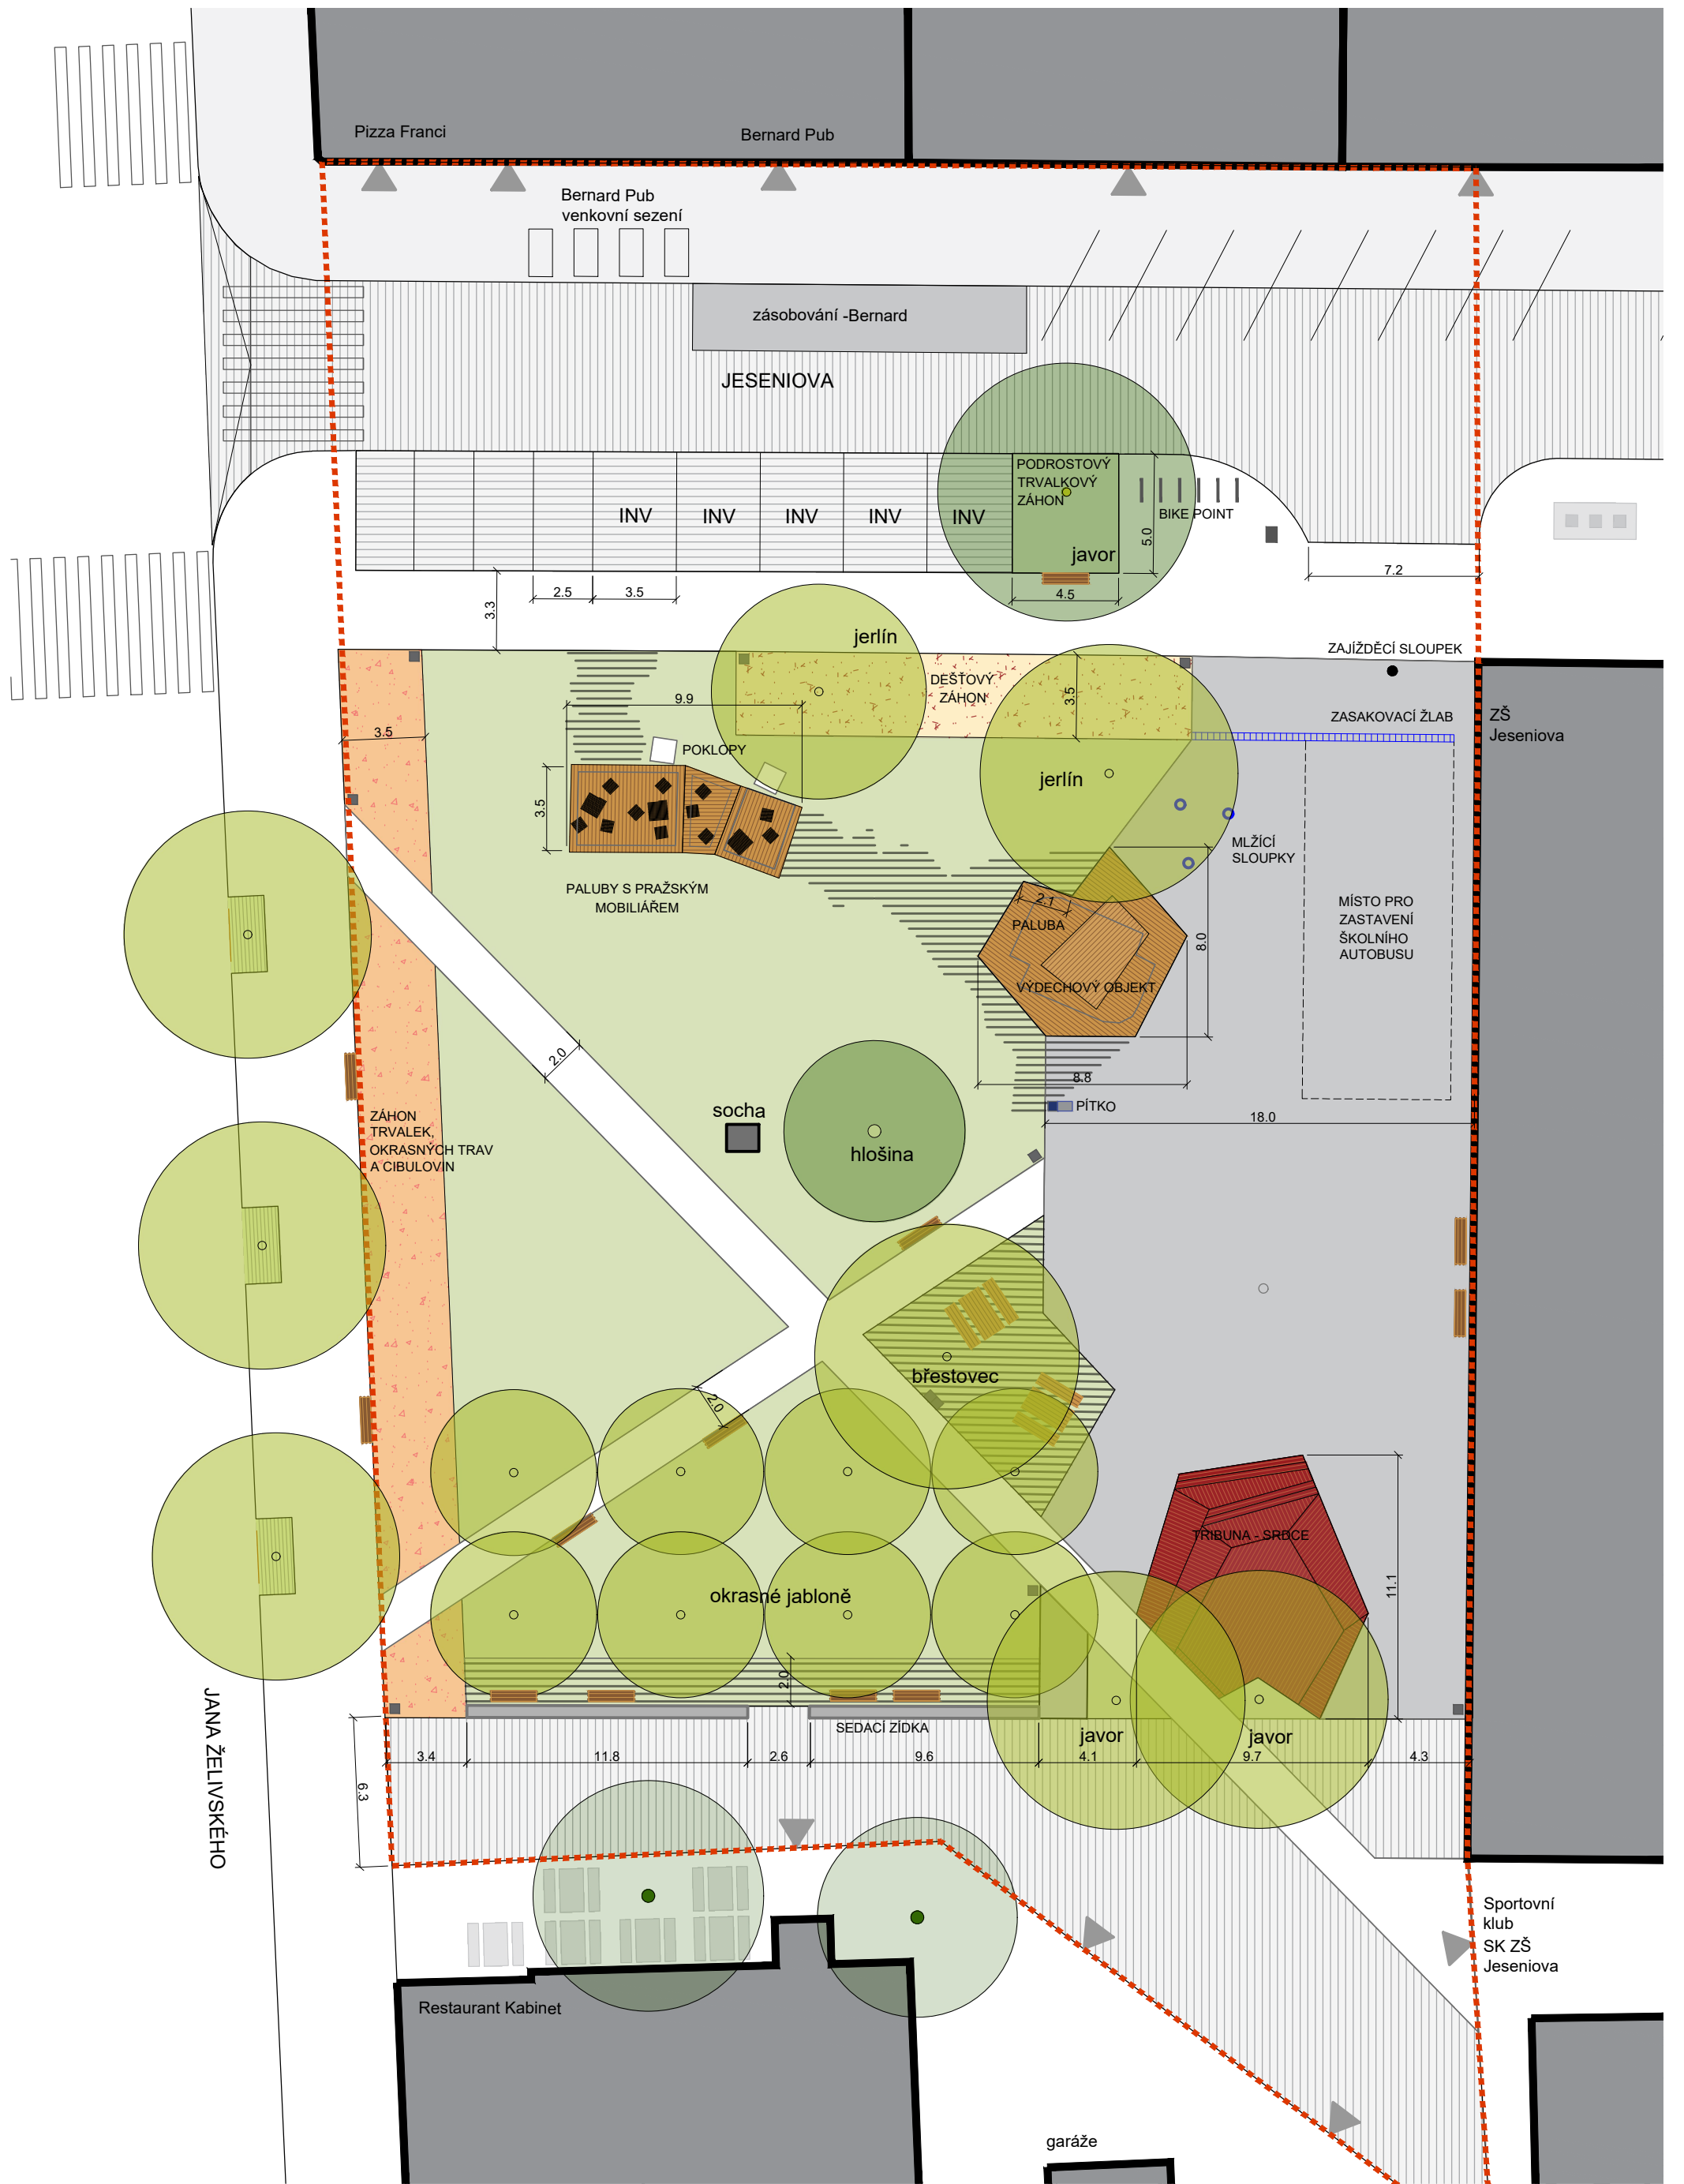 Pizza Franci
Bernard Pub
Bernard Pub
venkovní sezení
zásobování -Bernard
JESENIOVA
PODROSTOVÝ
TRVALKOVÝ
ZÁHON
INV
INV
INV
INV
INV
BIKE POINT
5.0
javor
7.2
2.5
3.5
4.5
3.3
jerlín
ZAJÍŽDĚCÍ SLOUPEK
DEŠŤOVÝ
ZÁHON
3.5
9.9
ZASAKOVACÍ ŽLAB
ZŠ
Jeseniova
3.5
POKLOPY
jerlín
3.5
MLŽÍCÍ
SLOUPKY
PALUBY S PRAŽSKÝM
MOBILIÁŘEM
2.1
PALUBA
8.0
MÍSTO PRO
ZASTAVENÍ
ŠKOLNÍHO
AUTOBUSU
VÝDECHOVÝ OBJEKT
2.0
8.8
PÍTKO
socha
18.0
ZÁHON
TRVALEK,
OKRASNÝCH TRAV
A CIBULOVIN
hlošina
břestovec
2.0
TRIBUNA - SRDCE
11.1
okrasné jabloně
2.0
SEDACÍ ZÍDKA
javor
javor
3.4
11.8
2.6
9.6
4.1
9.7
4.3
6.3
JANA ŽELIVSKÉHO
Sportovní
klub
SK ZŠ
Jeseniova
Restaurant Kabinet
garáže